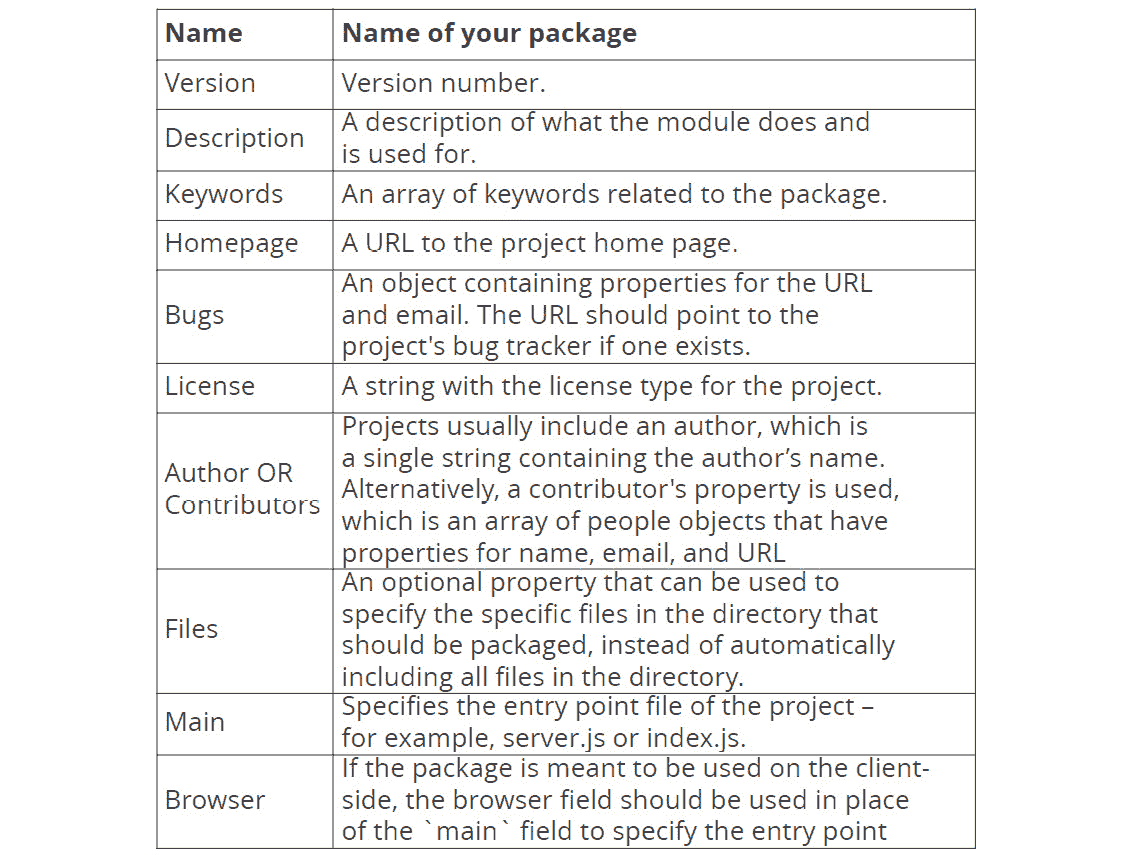 Name
Name of your package
Version
Version number.
Description
A description of what the module does and
is used for.
Keywords
An array of keywords related to the package.
Homepage
A URL to the project home page.
Bugs
An object containing properties for the URL
and email. The URL should point to the
project's bug tracker if one exists.
License
A string with the license type for the project.
Author OR
Contributors
Projects usually include an author, which is
a single string containing the author’s name.
Alternatively, a contributor's property is used,
which is an array of people objects that have
properties for name, email, and URL
Files
An optional property that can be used to
specify the specific files in the directory that
should be packaged, instead of automatically
including all files in the directory.
Main
Specifies the entry point file of the project –
for example, server.js or index.js.
Browser
If the package is meant to be used on the client-
side, the browser field should be used in place
of the `main` field to specify the entry point